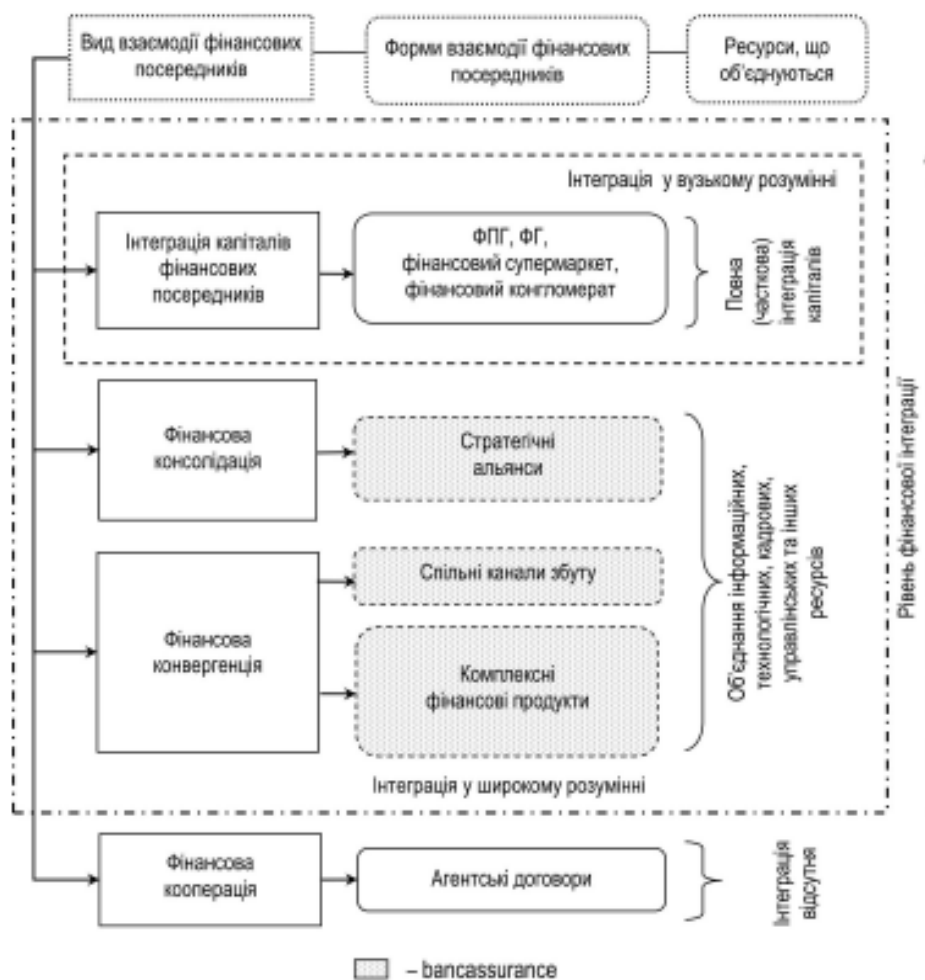 Вид взаємодії фінансових
посередників
Форми взаємодії фінансових
посередників
Ресурси, що
об'єднуються
Інтеграція у вузькому розумінні
Інтеграція капіталів
фінансових
посередників
ФПГ, ФГ,
фінансовий супермаркет,
фінансовий конгломерат
Повна
(часткова)
інтеграція
капіталів
Фінансова
консолідація
Стратегічні
альянси
Фінансова
конвергенція
Спільні канали збуту
Комплексні
фінансові продукти
Об'єднання інформаційних,
технологічних, кадрових,
управлінських та інших
ресурсів
Рівень фінансової інтеграції
Інтеграція у широкому розумінні
Фінансова
кооперація
Агентські договори
Інтеграція
відсутня
– bancassurance